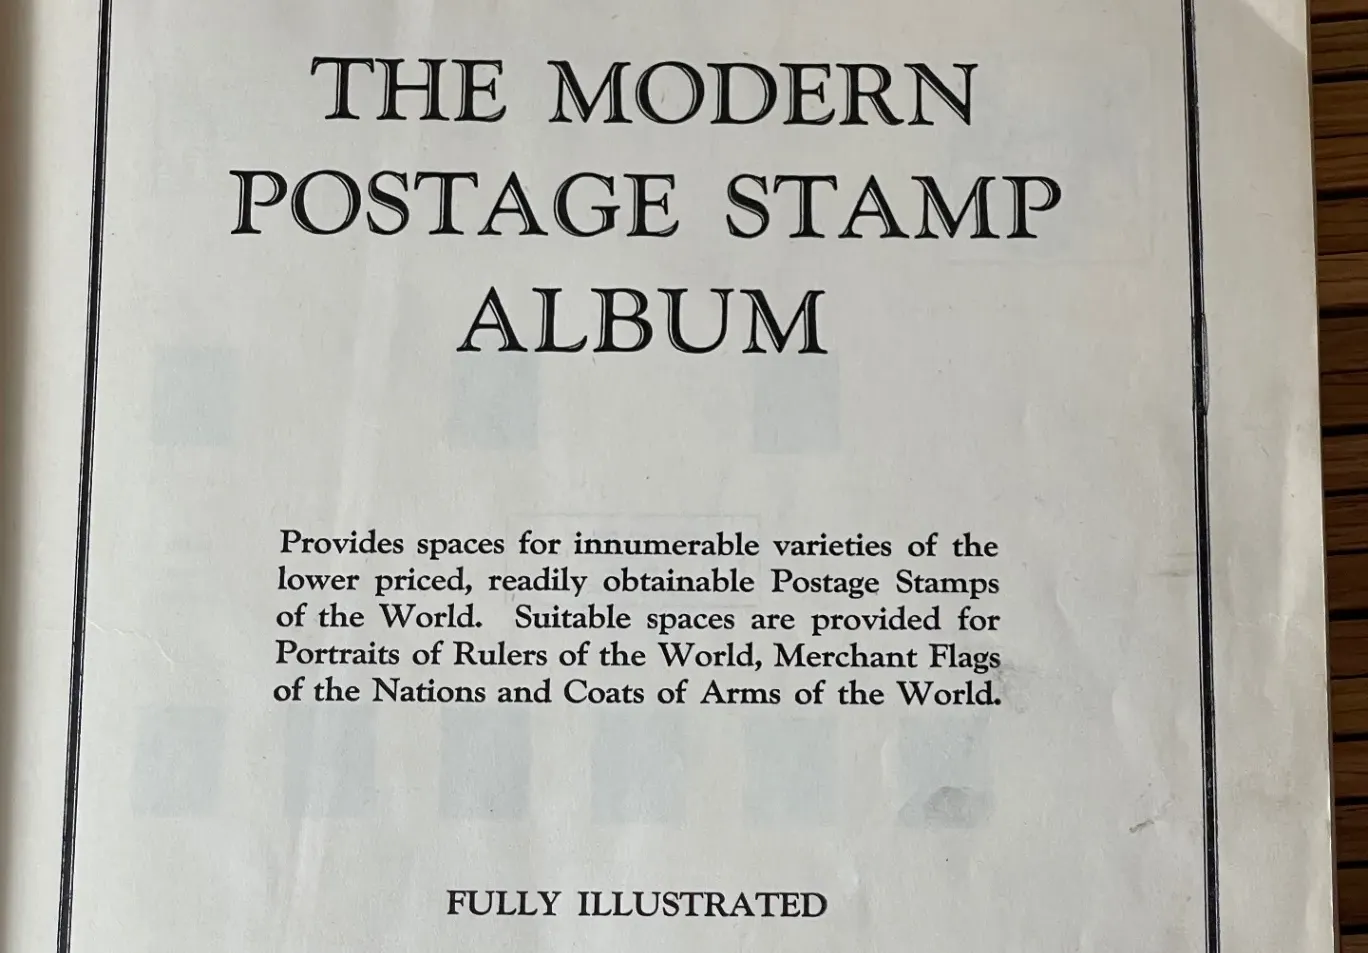 THE MODERN
POSTAGE STAMP
ALBUM
Provides spaces for innumerable varieties of the
lower priced, readily obtainable Postage Stamps
of the World. Suitable spaces are provided for
Portraits of Rulers of the World, Merchant Flags
of the Nations and Coats of Arms of the World.
FULLY ILLUSTRATED